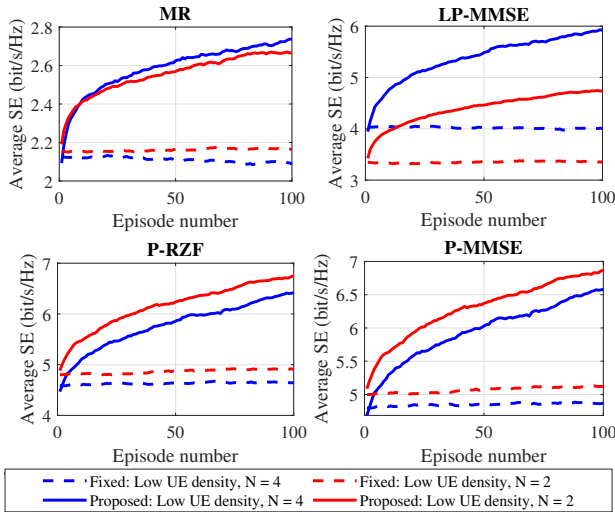 MR
LP-MMSE
Average SE (bit/s/Hz)
2.8
2.6
2.4
2.2
2
0
50
100
Episode number
Average SE (bit/s/Hz)
6
5
4
3
0
50
100
Episode number
P-RZF
P-MMSE
Average SE (bit/s/Hz)
7
6
5
4
0
50
100
Episode number
Average SE (bit/s/Hz)
7
6.5
6
5.5
5
0
50
100
Episode number
Fixed: Low UE density, N = 4
Fixed: Low UE density, N = 2
Proposed: Low UE density, N = 4
Proposed: Low UE density, N = 2